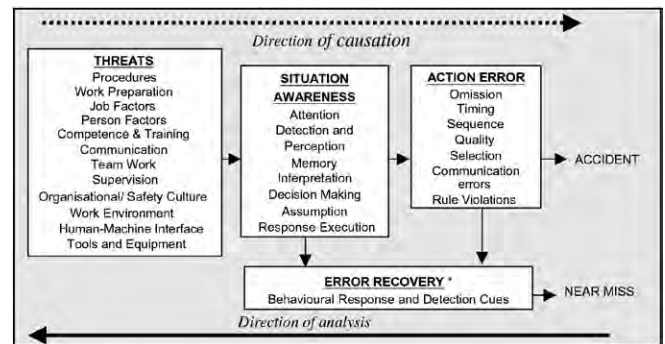 Direction of causation
THREATS
Procedures
Work Preparation
Job Factors
Person Factors
Competence & Training
Communication
Team Work
Supervision
Organisational/ Safety Culture
Work Environment
Human-Machine Interface
Tools and Equipment
SITUATION
AWARENESS
Attention
Detection and
Perception
Memory
Interpretation
Decision Making
Assumption
Response Execution
ACTION ERROR
Omission
Timing
Sequence
Quality
Selection
Communication
errors
Rule Violations
ACCIDENT
ERROR RECOVERY *
Behavioural Response and Detection Cues
NEAR MISS
Direction of analysis